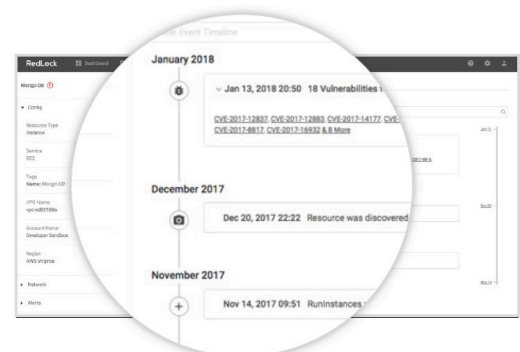 Event Timeline
January 2018
RedLock
Dashboard
Jan 13, 2018 20:50 18 Vulnerabilities
CVE-2017-12837, CVE-2017-12883, CVE-2017-14177, CVE-
CVE-2017-8817, CVE-2017-16932 & 8 More
Mongo DB
Config
Resource Type
Instance
Service
EC2
Tags
Name: Mongo DB
VPC Name
Account Name
Developer Sandbox
Region
AWS Virginia
Network
Alerts
December 2017
Dec 20, 2017 22:22 Resource was discovered
November 2017
Nov 14, 2017 09:51 RunInstances